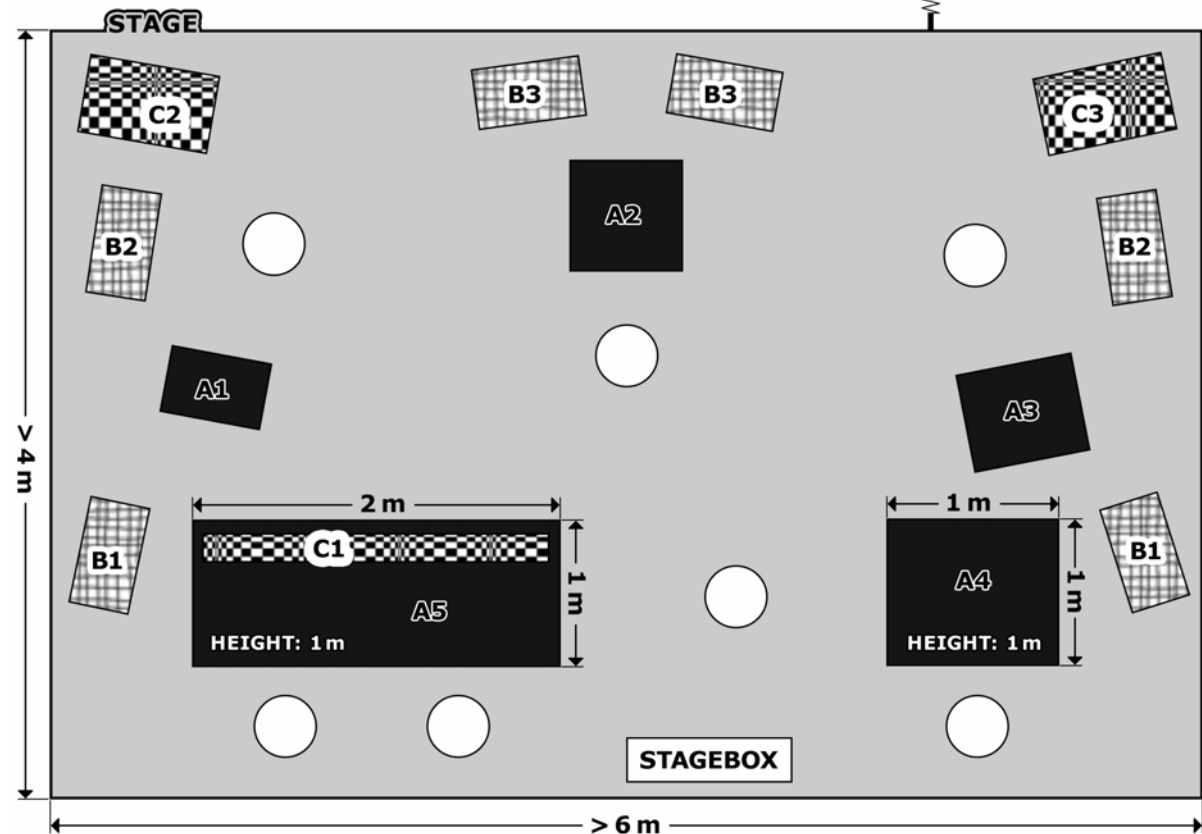 STAGE
C2
B3
B3
C3
B2
A2
B2
A1
A3
> 4 m
2 m
1 m
C1
B1
B1
A5
1 m
A4
1 m
HEIGHT: 1 m
HEIGHT: 1 m
STAGEBOX
> 6 m